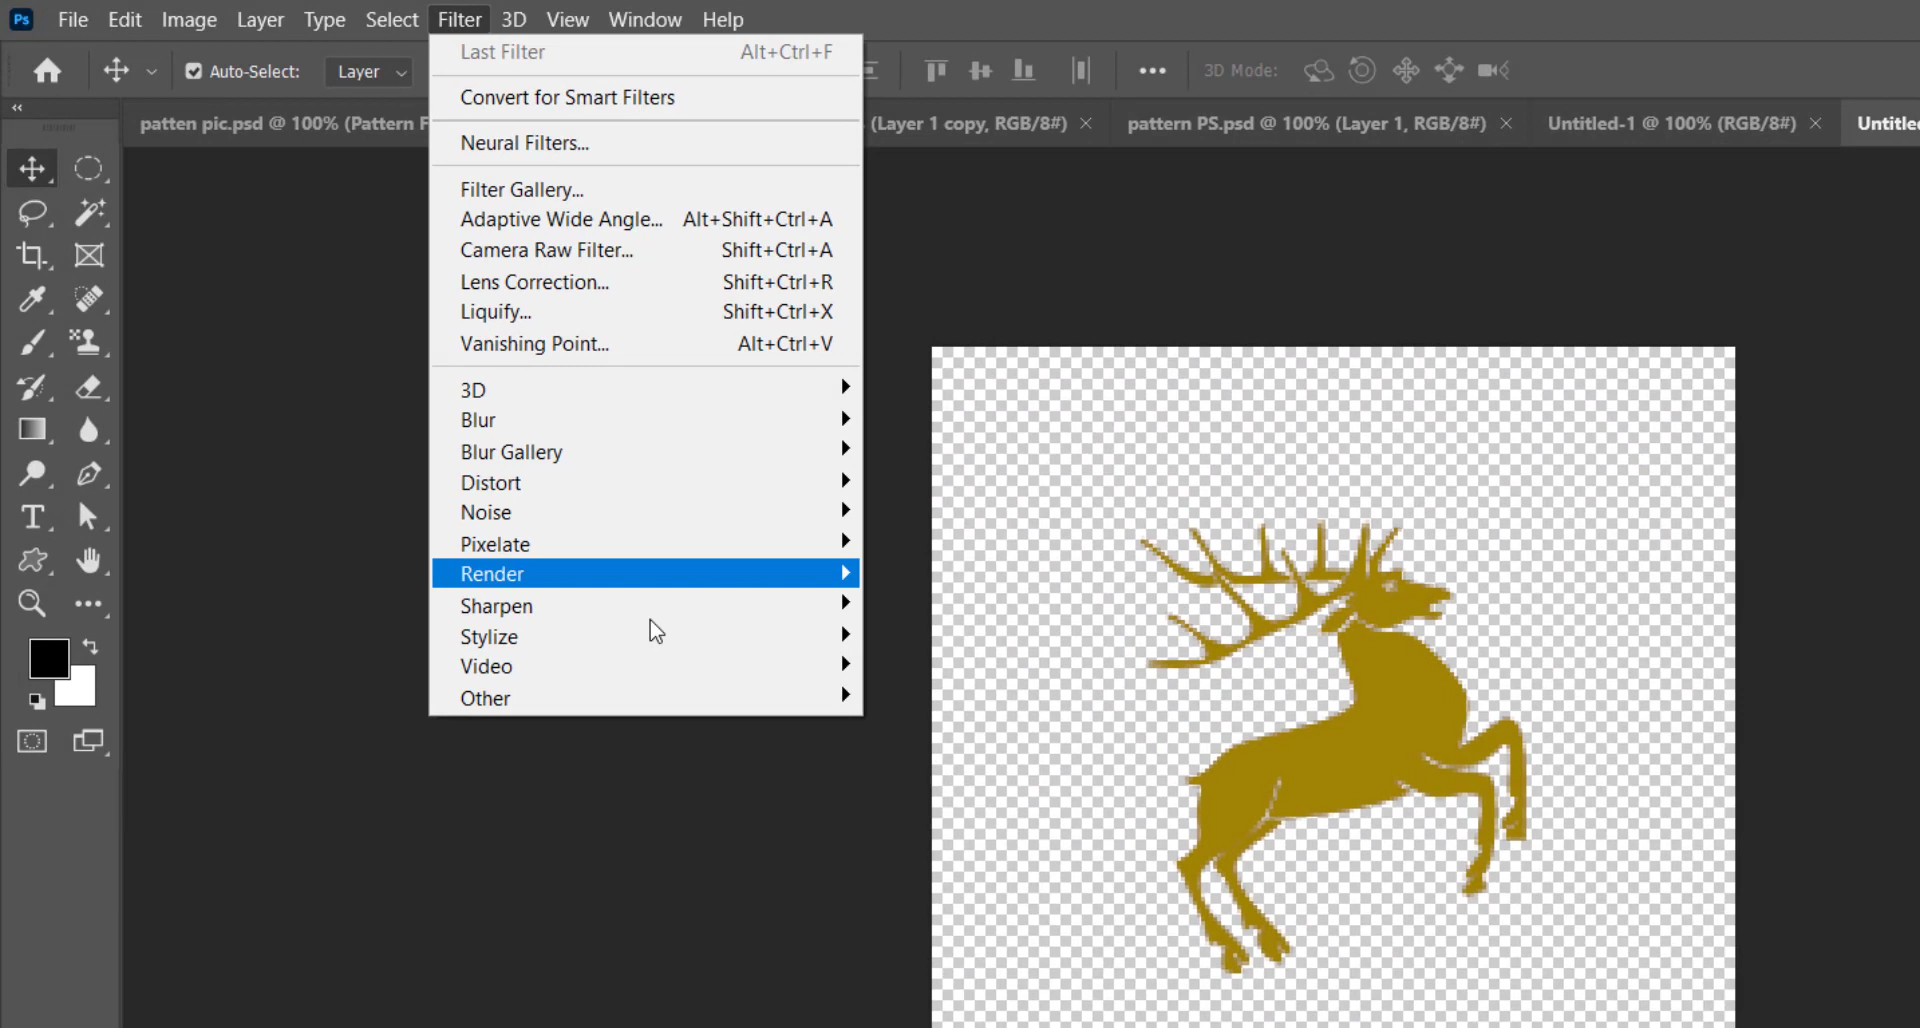 Ps File Edit Image Layer Type Select Filter 3D View Window Help
Auto-Select: Layer
3D Mode:
patten pic.psd @ 100% (Pattern F
(Layer 1 copy, RGB/8#) ×
pattern PS.psd @ 100% (Layer 1, RGB/8#) ×
Untitled-1 @ 100% (RGB/8#) ×
Untitle
Last Filter Alt+Ctrl+F
Convert for Smart Filters
Neural Filters...
Filter Gallery...
Adaptive Wide Angle... Alt+Shift+Ctrl+A
Camera Raw Filter... Shift+Ctrl+A
Lens Correction... Shift+Ctrl+R
Liquify... Shift+Ctrl+X
Vanishing Point... Alt+Ctrl+V
3D
Blur
Blur Gallery
Distort
Noise
Pixelate
Render
Sharpen
Stylize
Video
Other